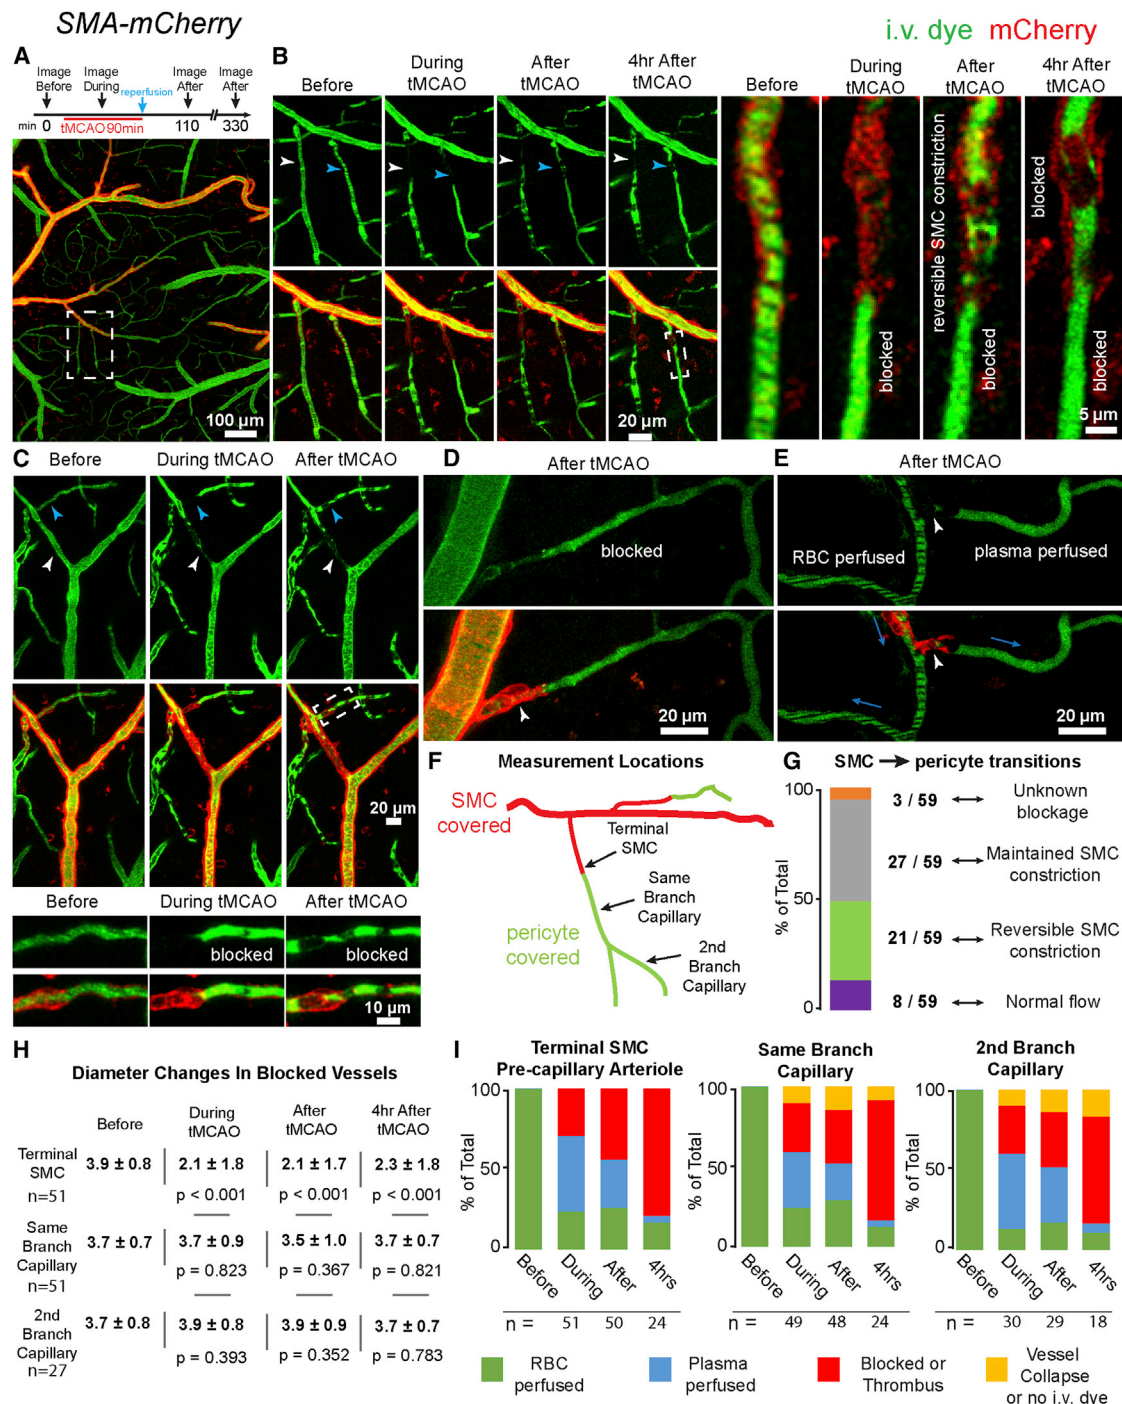 SMA-mCherry
i.v. dye mCherry
A
Image Before
Image During
reperfusion
Image After
Image After
min 0 tMCAO 90min 110 330
100 µm
B
Before
During tMCAO
After tMCAO
4hr After tMCAO
20 µm
Before
During tMCAO
After tMCAO
4hr After tMCAO
blocked
reversible SMC constriction
blocked
blocked
blocked
5 µm
C
Before
During tMCAO
After tMCAO
20 µm
Before
During tMCAO
After tMCAO
blocked
blocked
10 µm
D
After tMCAO
blocked
20 µm
E
After tMCAO
RBC perfused
plasma perfused
20 µm
F
Measurement Locations
SMC
covered
Terminal
SMC
Same
Branch
Capillary
pericyte
covered
2nd
Branch
Capillary
G
SMC → pericyte transitions
% of Total
100
50
0
3 / 59 ↔ Unknown blockage
27 / 59 ↔ Maintained SMC constriction
21 / 59 ↔ Reversible SMC constriction
8 / 59 ↔ Normal flow
H
Diameter Changes In Blocked Vessels
Before
During tMCAO
After tMCAO
4hr After tMCAO
Terminal SMC n=51
3.9 ± 0.8
2.1 ± 1.8
2.1 ± 1.7
2.3 ± 1.8
p < 0.001
p < 0.001
p < 0.001
Same Branch Capillary n=51
3.7 ± 0.7
3.7 ± 0.9
3.5 ± 1.0
3.7 ± 0.7
p = 0.823
p = 0.367
p = 0.821
2nd Branch Capillary n=27
3.7 ± 0.8
3.9 ± 0.8
3.9 ± 0.9
3.7 ± 0.7
p = 0.393
p = 0.352
p = 0.783
I
Terminal SMC
Pre-capillary Arteriole
% of Total
100
50
0
Before During After 4hrs
n = 51 50 24
Same Branch
Capillary
% of Total
100
50
0
Before During After 4hrs
n = 49 48 24
2nd Branch
Capillary
% of Total
100
50
0
Before During After 4hrs
n = 30 29 18
RBC
perfused
Plasma
perfused
Blocked or
Thrombus
Vessel
Collapse
or no i.v. dye